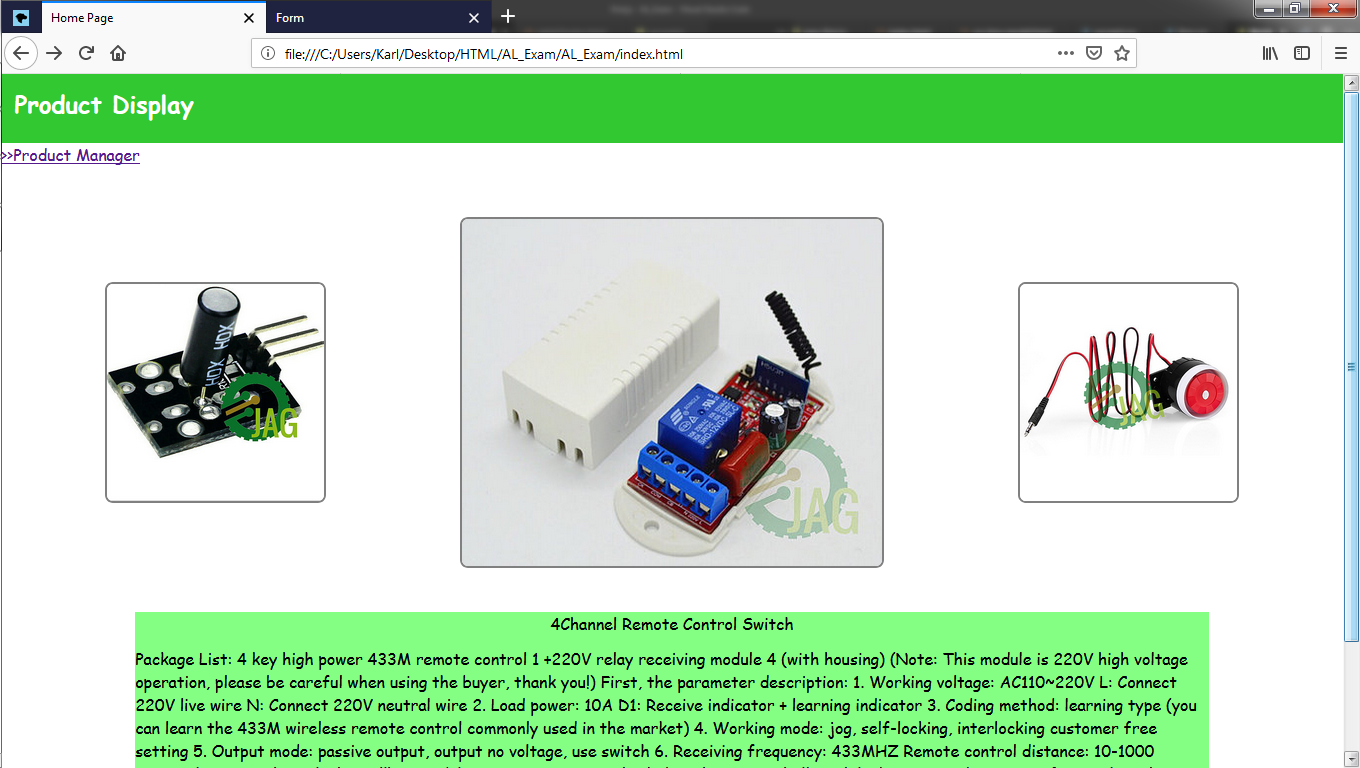 Home Page
Form
file:///C:/Users/Karl/Desktop/HTML/AL_Exam/AL_Exam/index.html
Product Display
>>Product Manager
HDX HDX
JAG
SRD-12VDC
JAG
JAG
4Channel Remote Control Switch
Package List: 4 key high power 433M remote control 1 +220V relay receiving module 4 (with housing) (Note: This module is 220V high voltage
operation, please be careful when using the buyer, thank you!) First, the parameter description: 1. Working voltage: AC110~220V L: Connect
220V live wire N: Connect 220V neutral wire 2. Load power: 10A D1: Receive indicator + learning indicator 3. Coding method: learning type (you
can learn the 433M wireless remote control commonly used in the market) 4. Working mode: jog, self-locking, interlocking customer free
setting 5. Output mode: passive output, output no voltage, use switch 6. Receiving frequency: 433MHZ Remote control distance: 10-1000